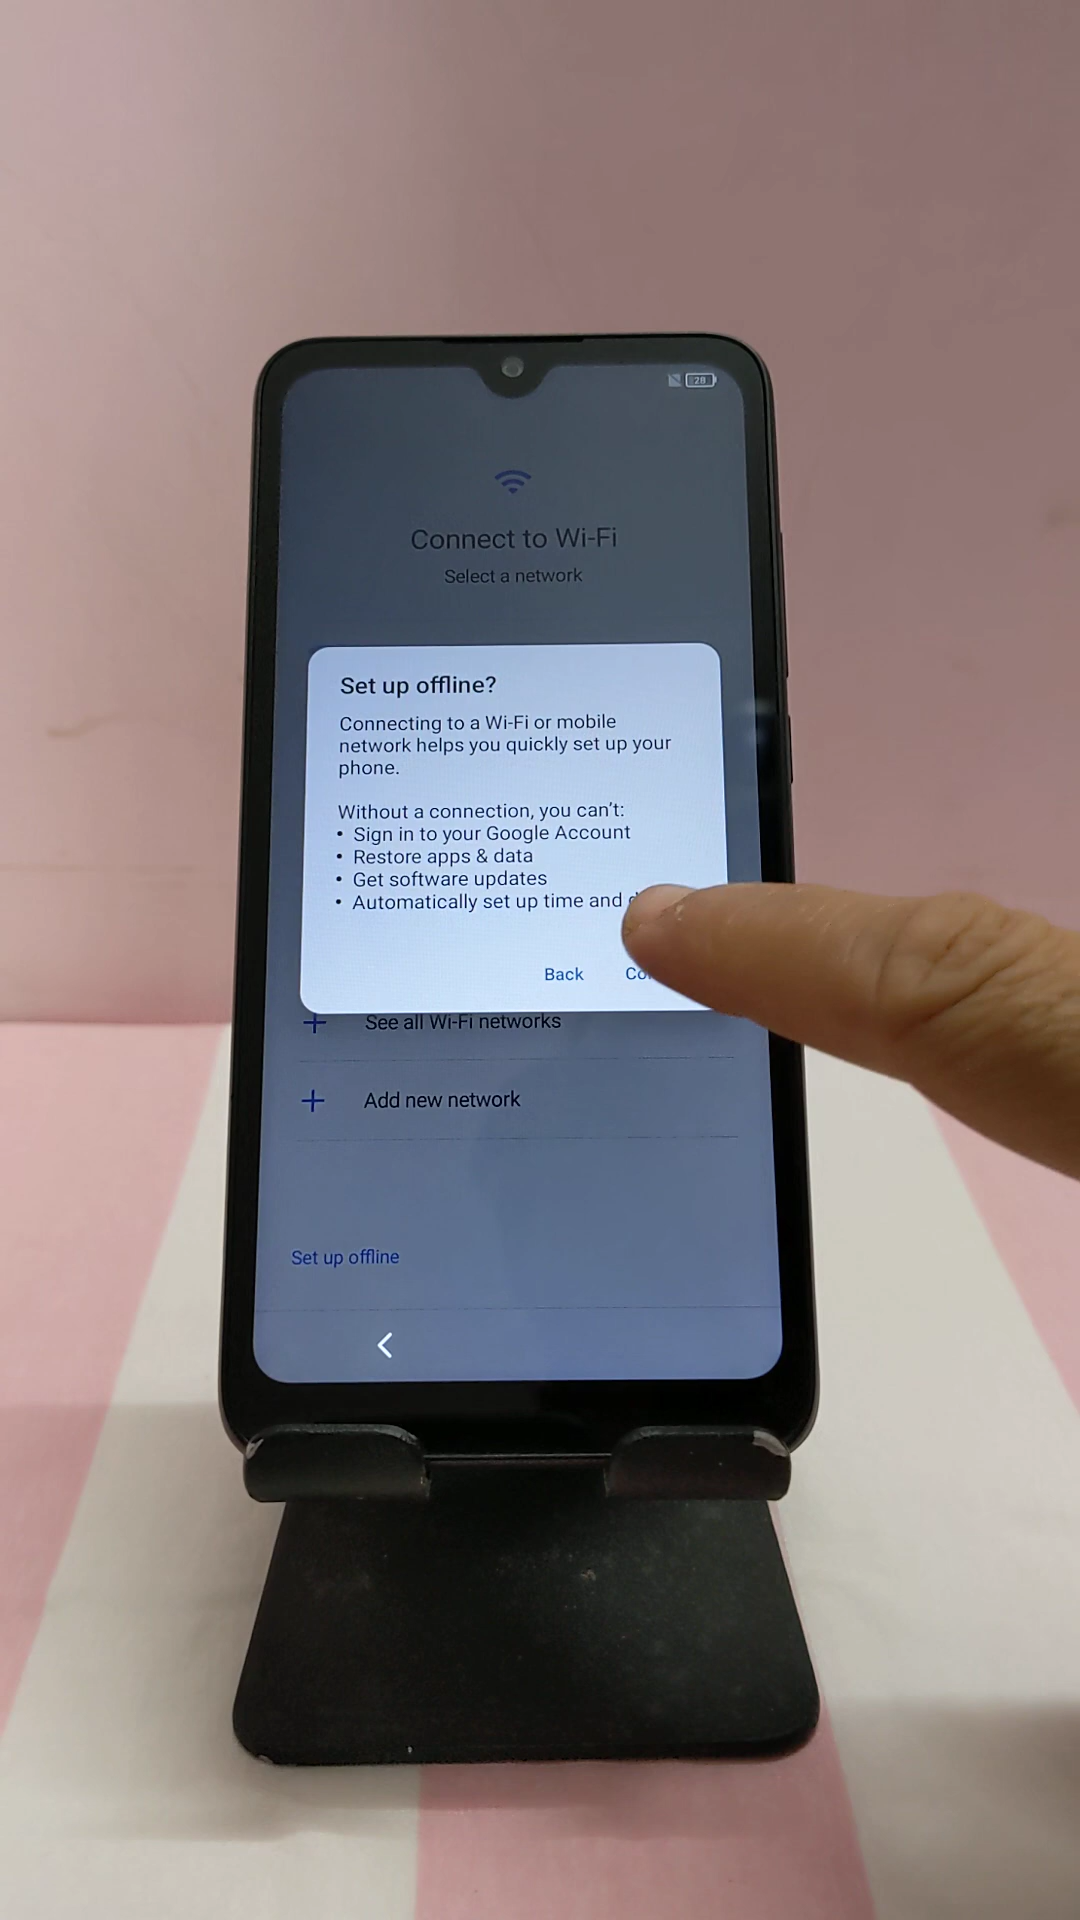 28
Connect to Wi-Fi
Select a network
Set up offline?
Connecting to a Wi-Fi or mobile
network helps you quickly set up your
phone.
Without a connection, you can't:
• Sign in to your Google Account
• Restore apps & data
• Get software updates
• Automatically set up time and
Back
See all Wi-Fi networks
Add new network
Set up offline